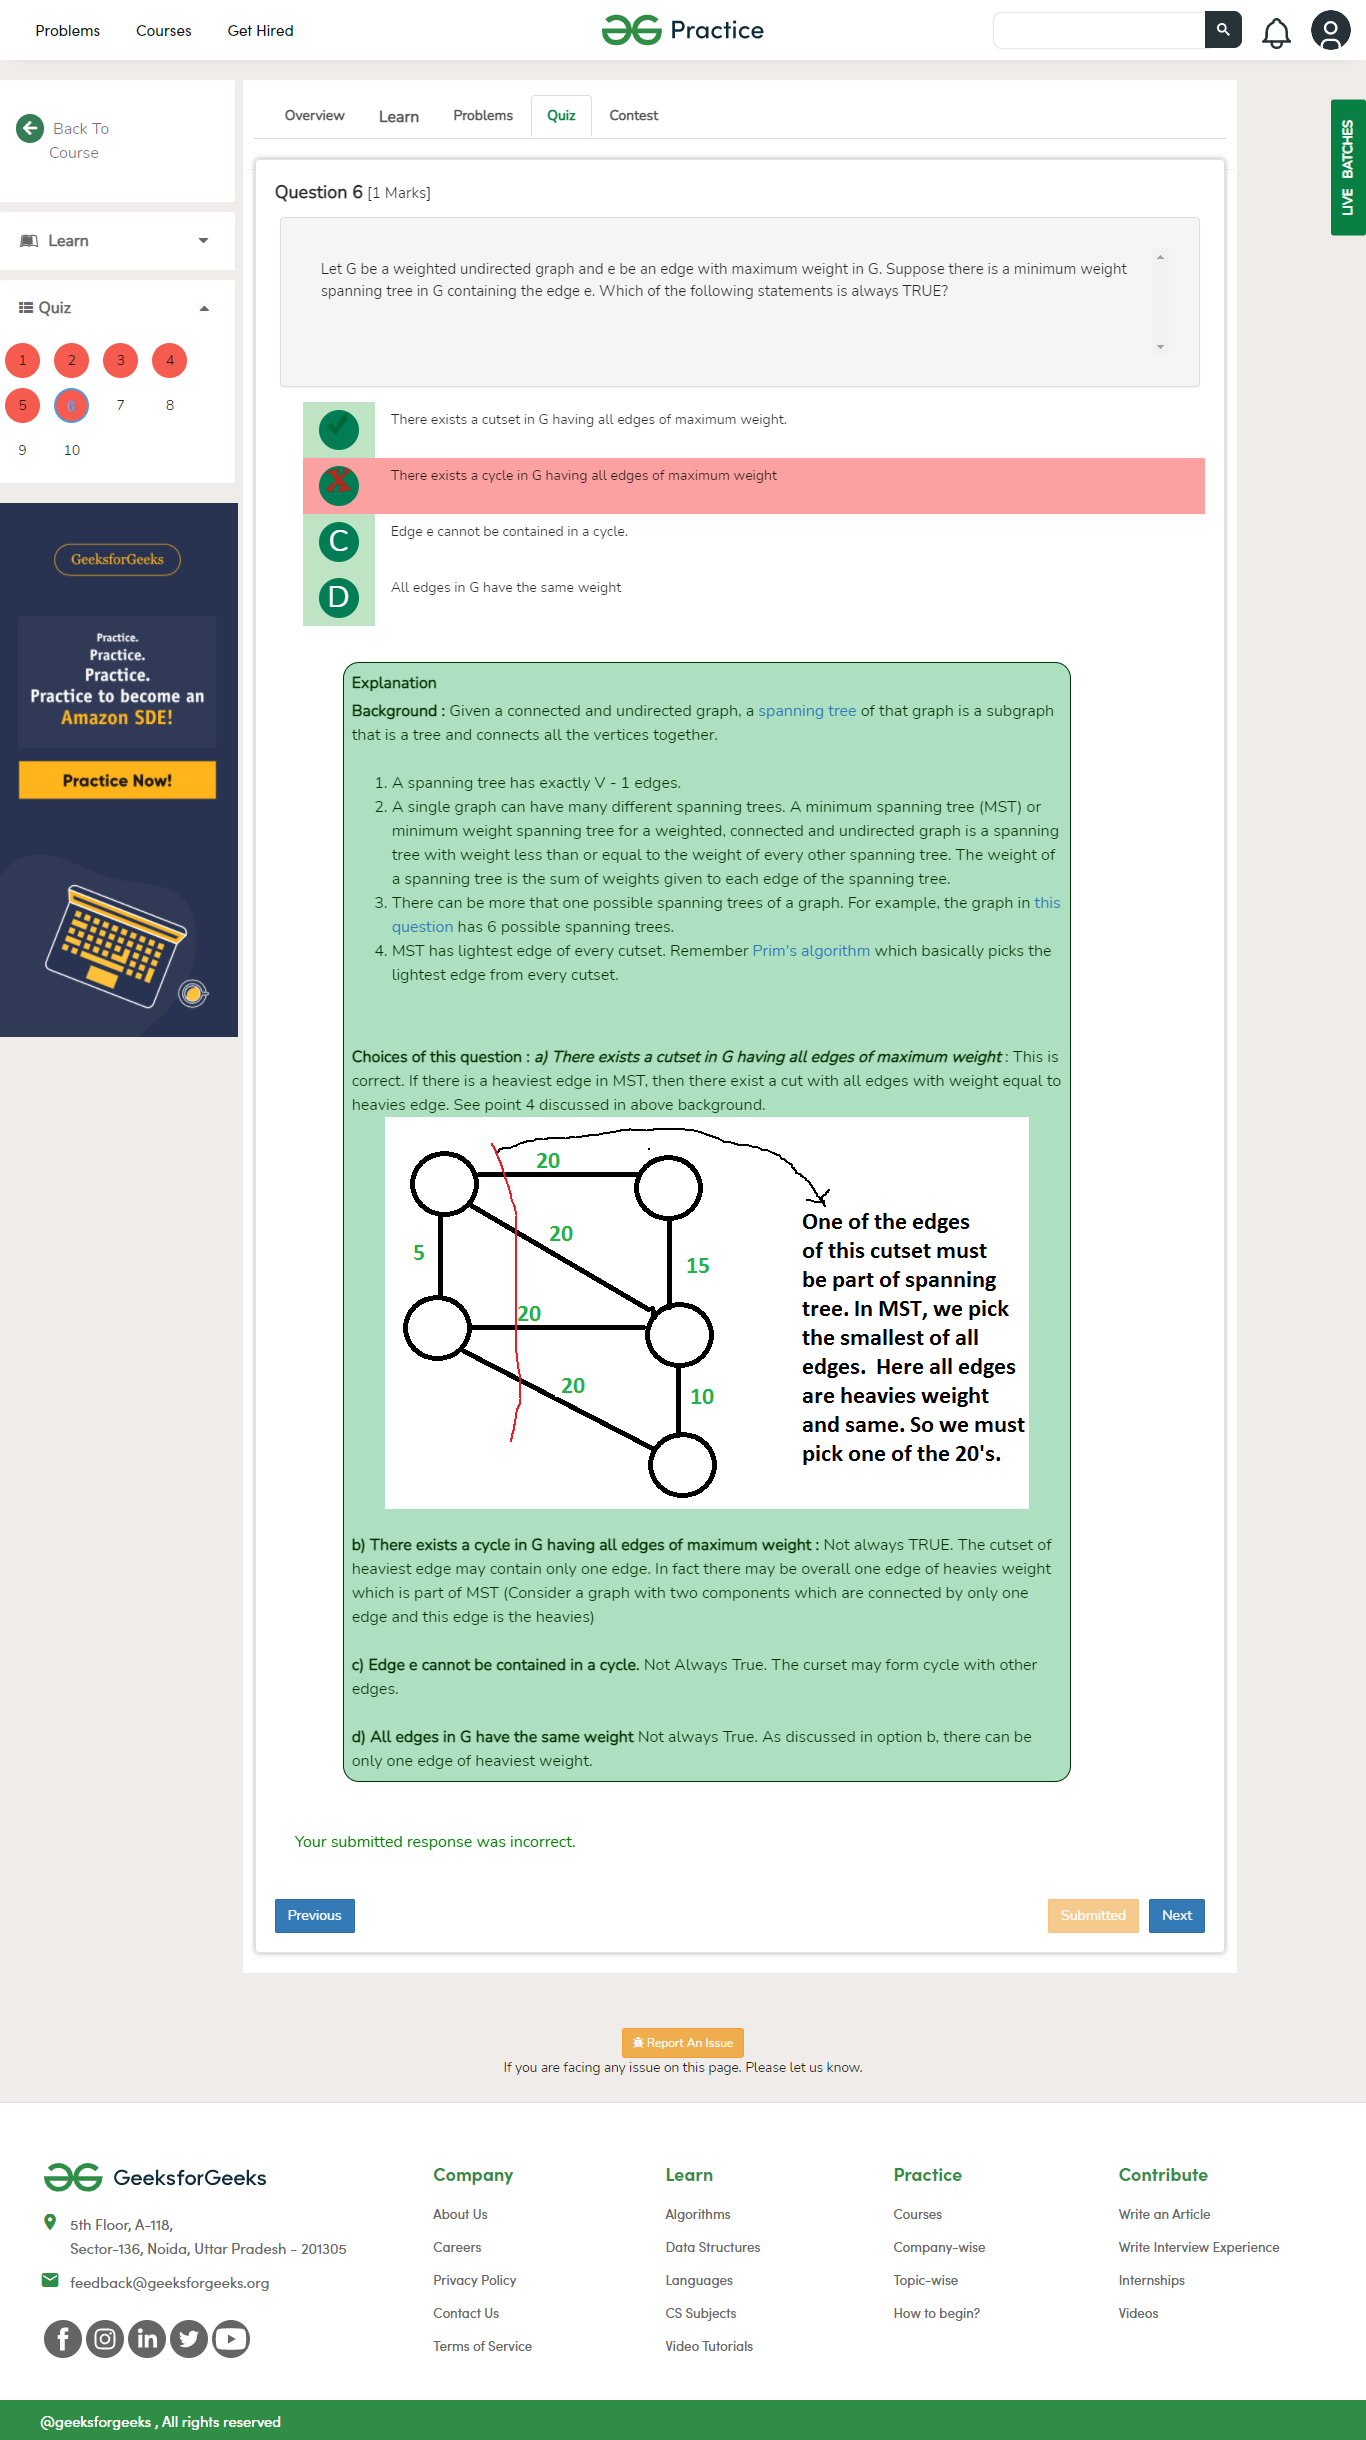 Problems Courses Get Hired
Practice
Back To
Course
Learn
Quiz
1 2 3 4
5 6 7 8
9 10
GeeksforGeeks
Practice.
Practice.
Practice.
Practice to become an
Amazon SDE!
Practice Now!
Overview Learn Problems Quiz Contest
LIVE BATCHES
Question 6 [1 Marks]
Let G be a weighted undirected graph and e be an edge with maximum weight in G. Suppose there is a minimum weight
spanning tree in G containing the edge e. Which of the following statements is always TRUE?
There exists a cutset in G having all edges of maximum weight.
X There exists a cycle in G having all edges of maximum weight
C Edge e cannot be contained in a cycle.
D All edges in G have the same weight
Explanation
Background : Given a connected and undirected graph, a spanning tree of that graph is a subgraph
that is a tree and connects all the vertices together.
1. A spanning tree has exactly V - 1 edges.
2. A single graph can have many different spanning trees. A minimum spanning tree (MST) or
minimum weight spanning tree for a weighted, connected and undirected graph is a spanning
tree with weight less than or equal to the weight of every other spanning tree. The weight of
a spanning tree is the sum of weights given to each edge of the spanning tree.
3. There can be more that one possible spanning trees of a graph. For example, the graph in this
question has 6 possible spanning trees.
4. MST has lightest edge of every cutset. Remember Prim's algorithm which basically picks the
lightest edge from every cutset.
Choices of this question : a) There exists a cutset in G having all edges of maximum weight : This is
correct. If there is a heaviest edge in MST, then there exist a cut with all edges with weight equal to
heavies edge. See point 4 discussed in above background.
20
20
5
15
20
20
10
One of the edges
of this cutset must
be part of spanning
tree. In MST, we pick
the smallest of all
edges. Here all edges
are heavies weight
and same. So we must
pick one of the 20's.
b) There exists a cycle in G having all edges of maximum weight : Not always TRUE. The cutset of
heaviest edge may contain only one edge. In fact there may be overall one edge of heavies weight
which is part of MST (Consider a graph with two components which are connected by only one
edge and this edge is the heavies)
c) Edge e cannot be contained in a cycle. Not Always True. The curset may form cycle with other
edges.
d) All edges in G have the same weight Not always True. As discussed in option b, there can be
only one edge of heaviest weight.
Your submitted response was incorrect.
Previous Submitted Next
Report An Issue
If you are facing any issue on this page. Please let us know.
GeeksforGeeks
5th Floor, A-118,
Sector-136, Noida, Uttar Pradesh - 201305
feedback@geeksforgeeks.org
Company
About Us
Careers
Privacy Policy
Contact Us
Terms of Service
Learn
Algorithms
Data Structures
Languages
CS Subjects
Video Tutorials
Practice
Courses
Company-wise
Topic-wise
How to begin?
Contribute
Write an Article
Write Interview Experience
Internships
Videos
@geeksforgeeks , All rights reserved